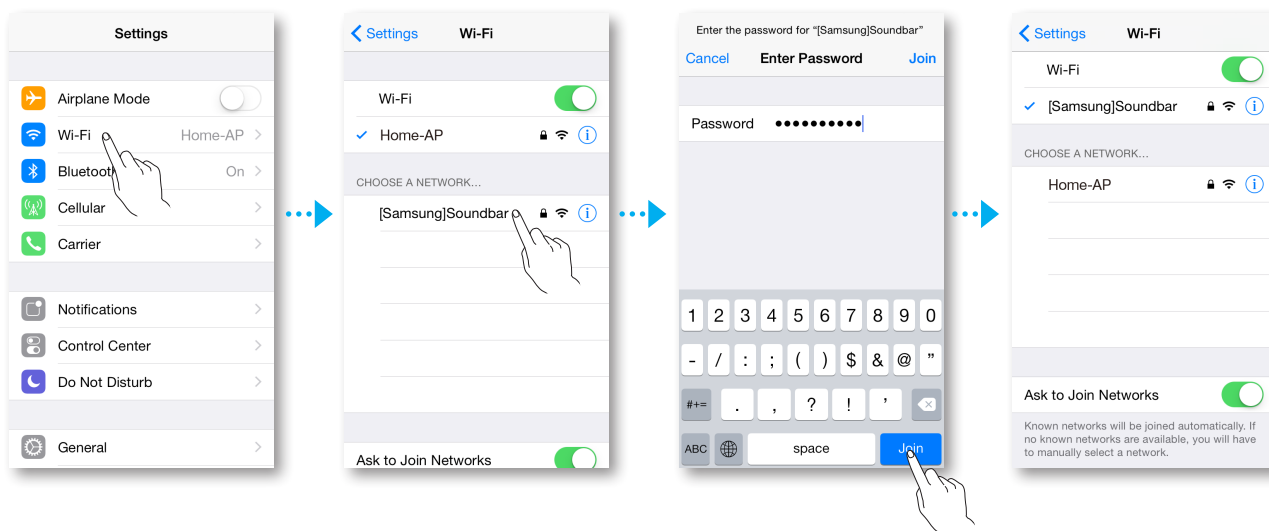 Settings
Airplane Mode
Wi-Fi Home-AP
Bluetoot On
Cellular
Carrier
Notifications
Control Center
Do Not Disturb
General
Settings Wi-Fi
Wi-Fi
Home-AP
CHOOSE A NETWORK...
[Samsung]Soundbar
Ask to Join Networks
Enter the password for “[Samsung]Soundbar”
Cancel Enter Password Join
Password ●●●●●●●●●●
1 2 3 4 5 6 7 8 9 0
- / : ; ( ) $ & @ ”
#+= . , ? ! ’
ABC space Join
Settings Wi-Fi
Wi-Fi
[Samsung]Soundbar
CHOOSE A NETWORK...
Home-AP
Ask to Join Networks
Known networks will be joined automatically. If
no known networks are available, you will have
to manually select a network.